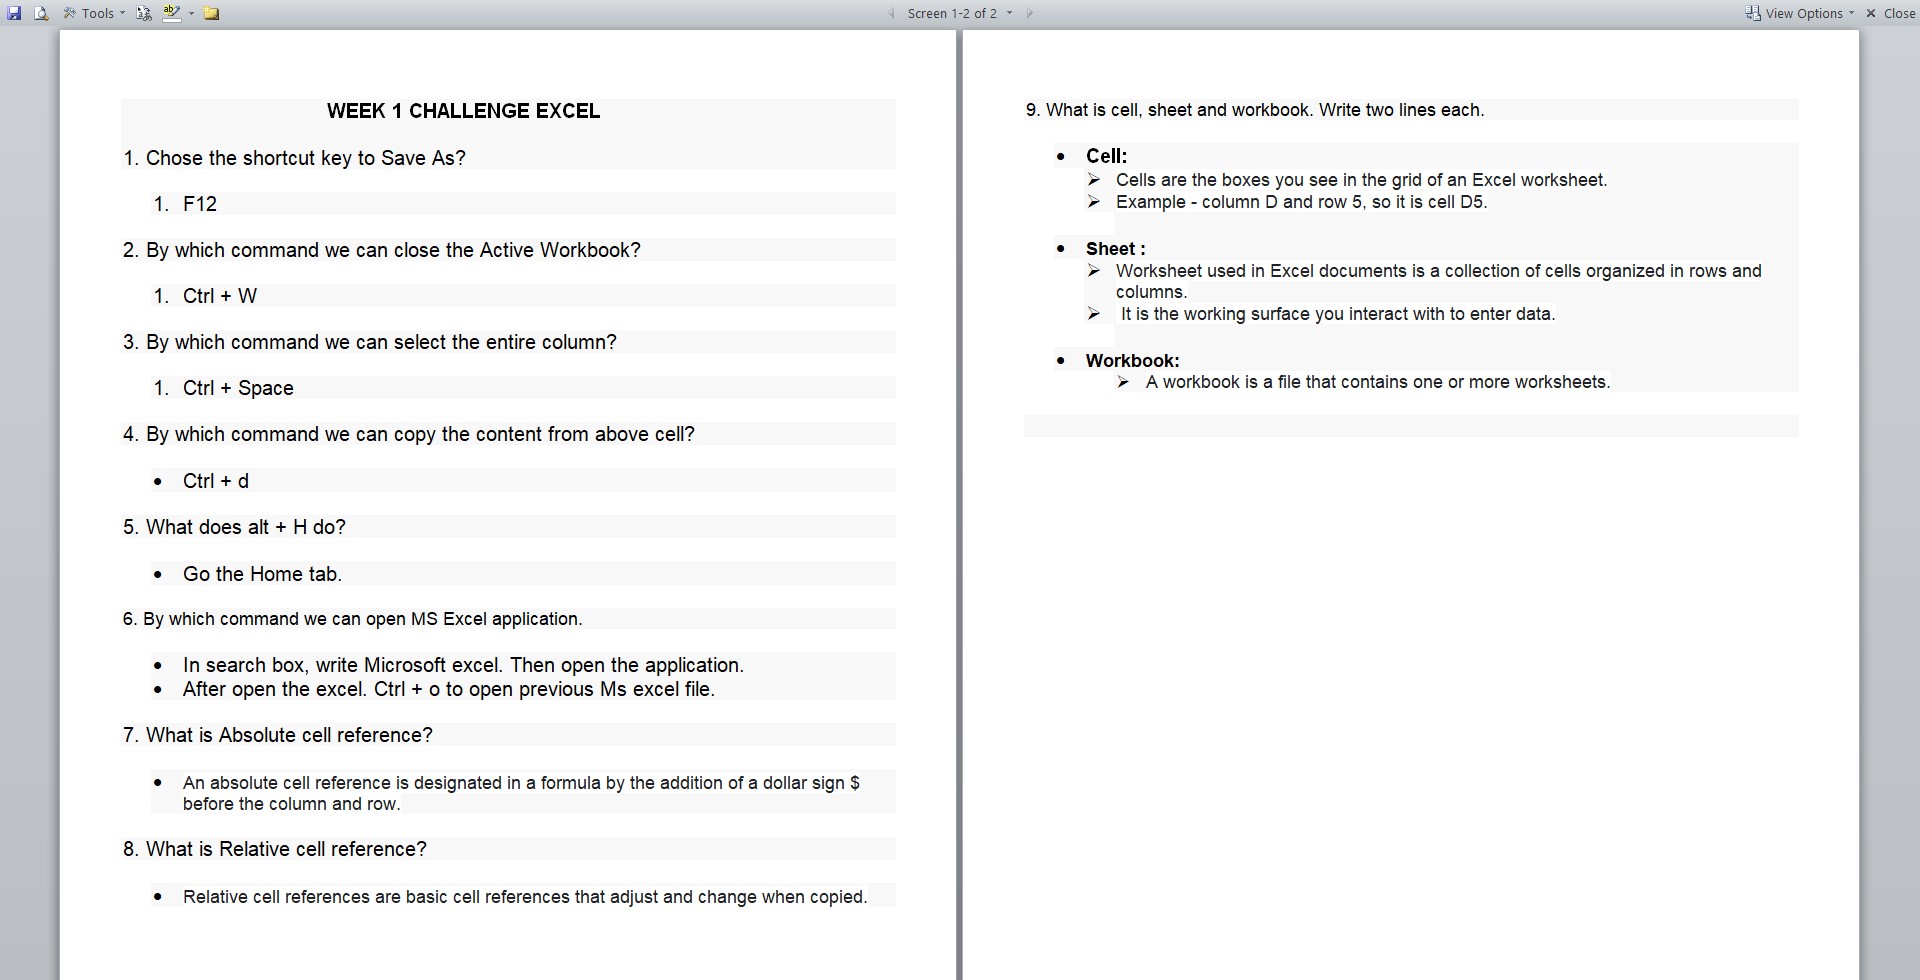 Tools
Screen 1-2 of 2
View Options
Close
WEEK 1 CHALLENGE EXCEL
1. Chose the shortcut key to Save As?
1. F12
2. By which command we can close the Active Workbook?
1. Ctrl + W
3. By which command we can select the entire column?
1. Ctrl + Space
4. By which command we can copy the content from above cell?
• Ctrl + d
5. What does alt + H do?
• Go the Home tab.
6. By which command we can open MS Excel application.
• In search box, write Microsoft excel. Then open the application.
• After open the excel. Ctrl + o to open previous Ms excel file.
7. What is Absolute cell reference?
• An absolute cell reference is designated in a formula by the addition of a dollar sign $
before the column and row.
8. What is Relative cell reference?
• Relative cell references are basic cell references that adjust and change when copied.
9. What is cell, sheet and workbook. Write two lines each.
• Cell:
➢ Cells are the boxes you see in the grid of an Excel worksheet.
➢ Example - column D and row 5, so it is cell D5.
• Sheet :
➢ Worksheet used in Excel documents is a collection of cells organized in rows and
columns.
➢ It is the working surface you interact with to enter data.
• Workbook:
➢ A workbook is a file that contains one or more worksheets.